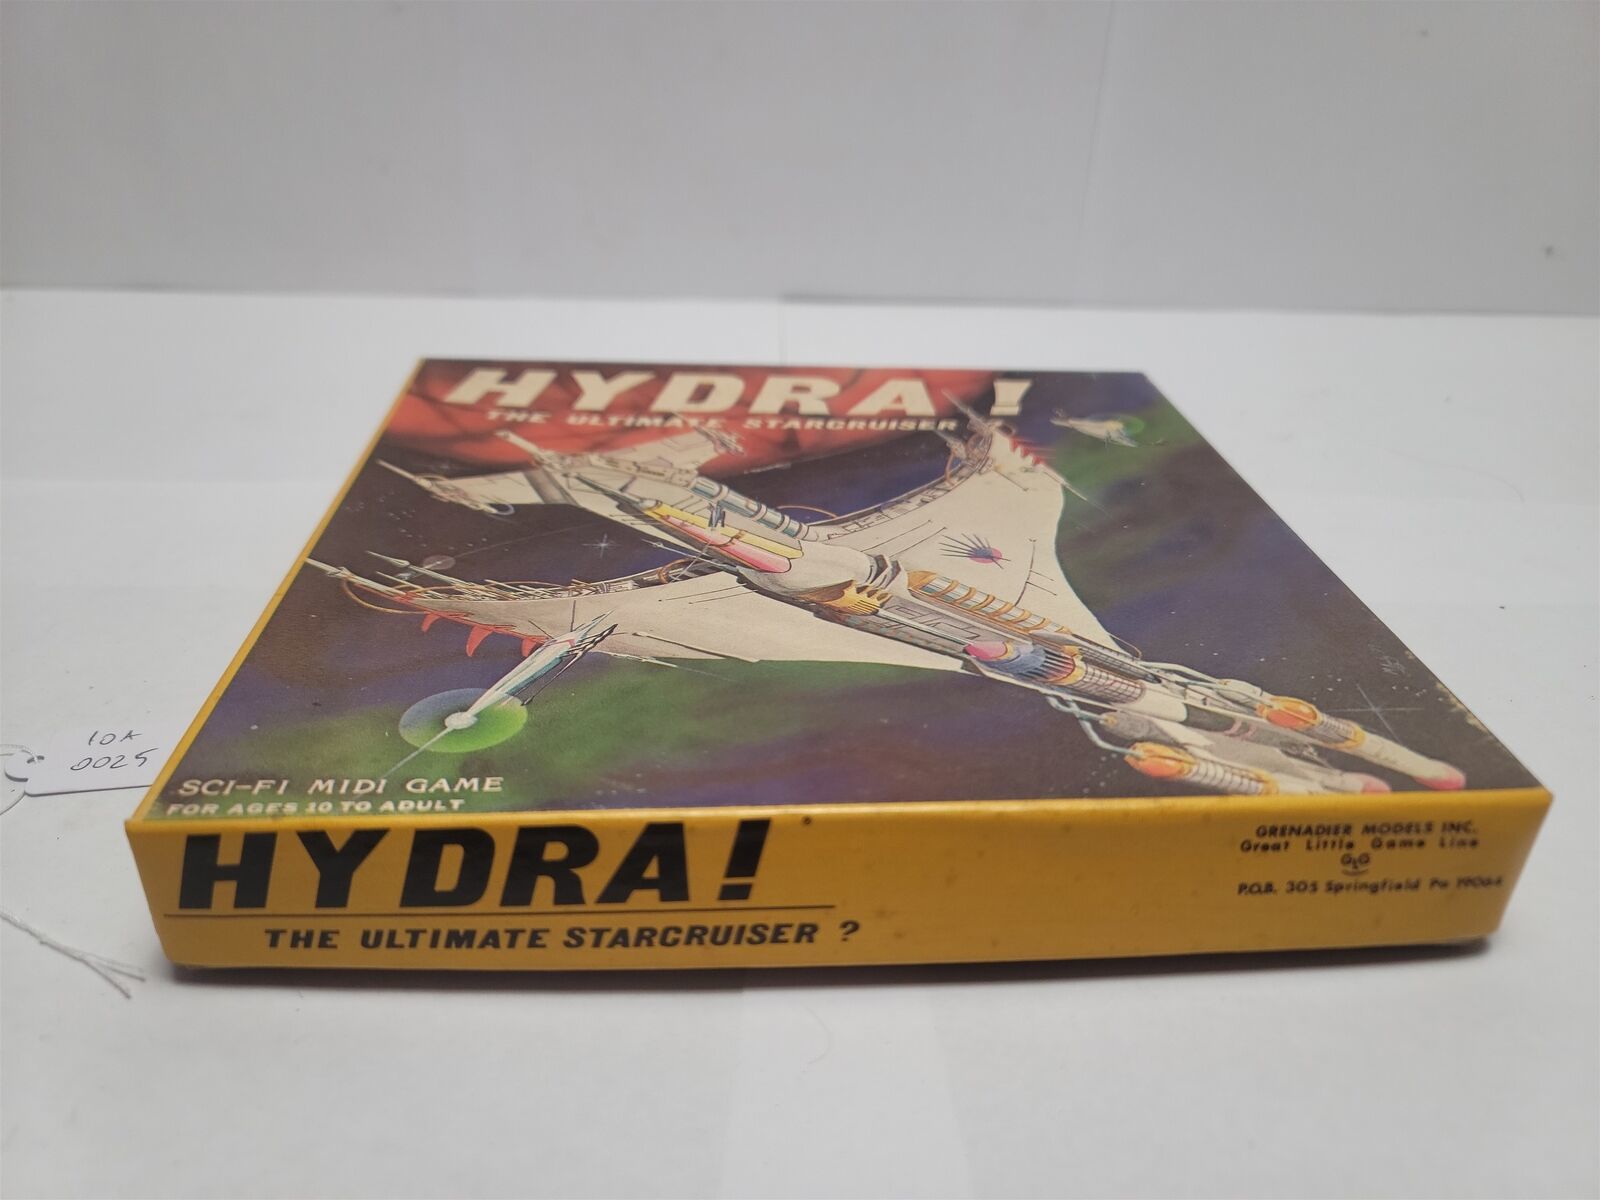 HYDRA!
THE ULTIMATE STARCRUISER
SCI-FI MIDI GAME
FOR AGES 10 TO ADULT
HYDRA!
THE ULTIMATE STARCRUISER ?
GRENADIER MODELS INC.
Great Little Game Line
GLG
P.O.B. 305 Springfield Pa 19064
10A
0025